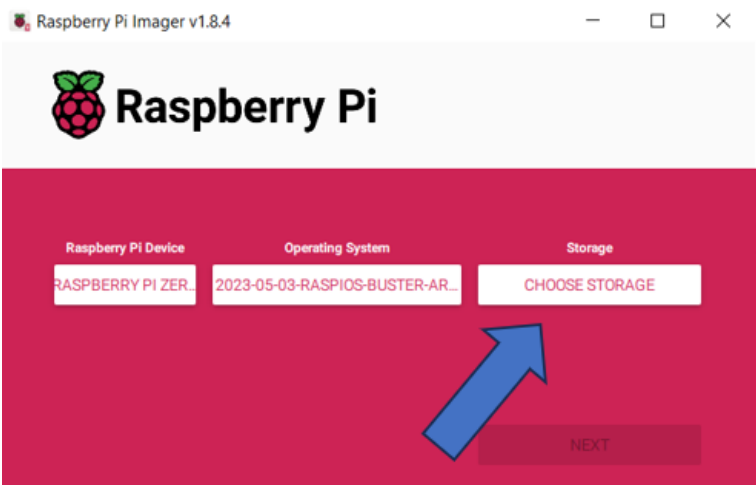 Raspberry Pi Imager v1.8.4
Raspberry Pi
Raspberry Pi Device
Operating System
Storage
RASPBERRY PI ZER...
2023-05-03-RASPIOS-BUSTER-AR...
CHOOSE STORAGE
NEXT